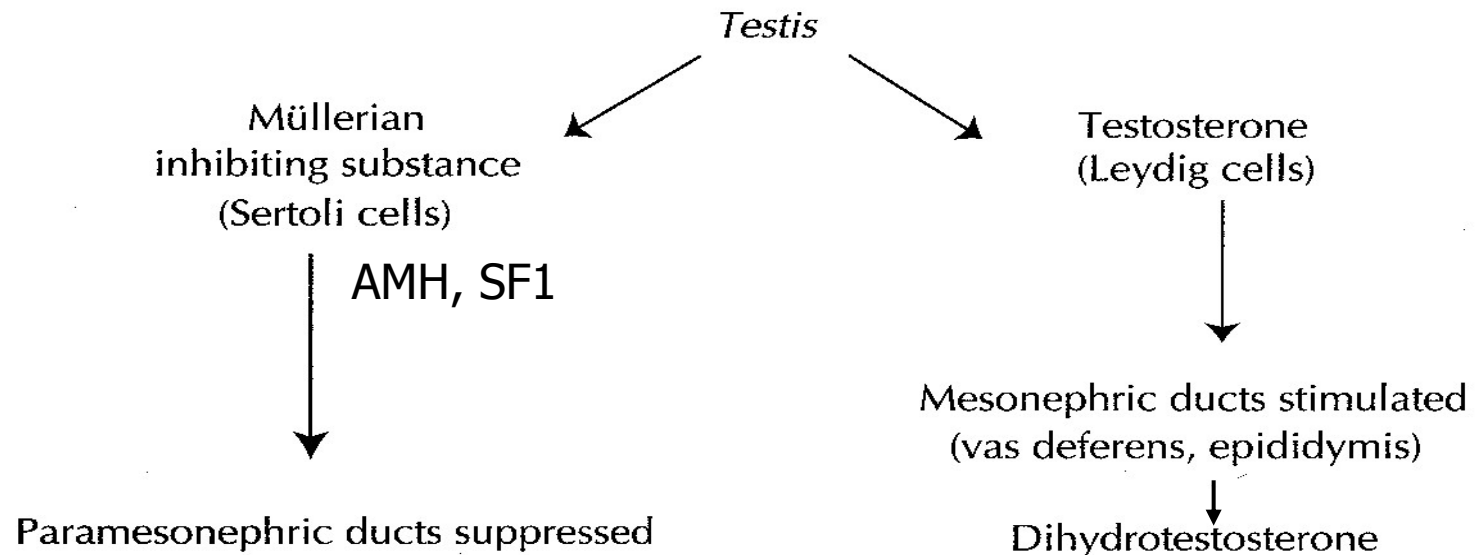 Testis
Müllerian
inhibiting substance
(Sertoli cells)
AMH, SF1
Paramesonephric ducts suppressed
Testosterone
(Leydig cells)
Mesonephric ducts stimulated
(vas deferens, epididymis)
Dihydrotestosterone